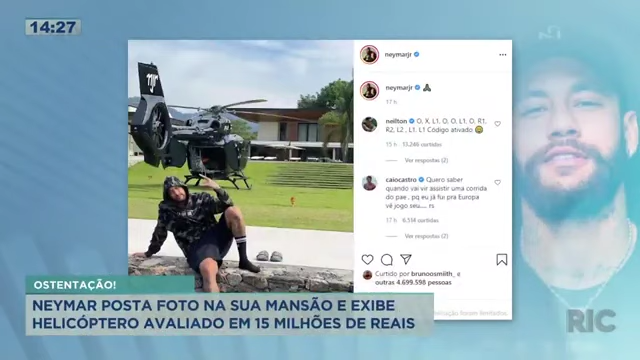 14:27
neymarjr
neymarjr
17 h
neilton O, X, L1, O, O, L1, O, R1,
R2, L2 , L1, L1 Código ativado
15 h 13.246 curtidas
Ver respostas (2)
caiocastro Quero saber
quando vai vir assistir uma corrida
do pae , pq eu já fui pra Europa
vê jogo seu.... rs
17 h 6.514 curtidas
Ver respostas (2)
Curtido por brunoosmiith_ e
outras 4.699.598 pessoas
njr
OSTENTAÇÃO!
NEYMAR POSTA FOTO NA SUA MANSÃO E EXIBE
HELICÓPTERO AVALIADO EM 15 MILHÕES DE REAIS
RIC